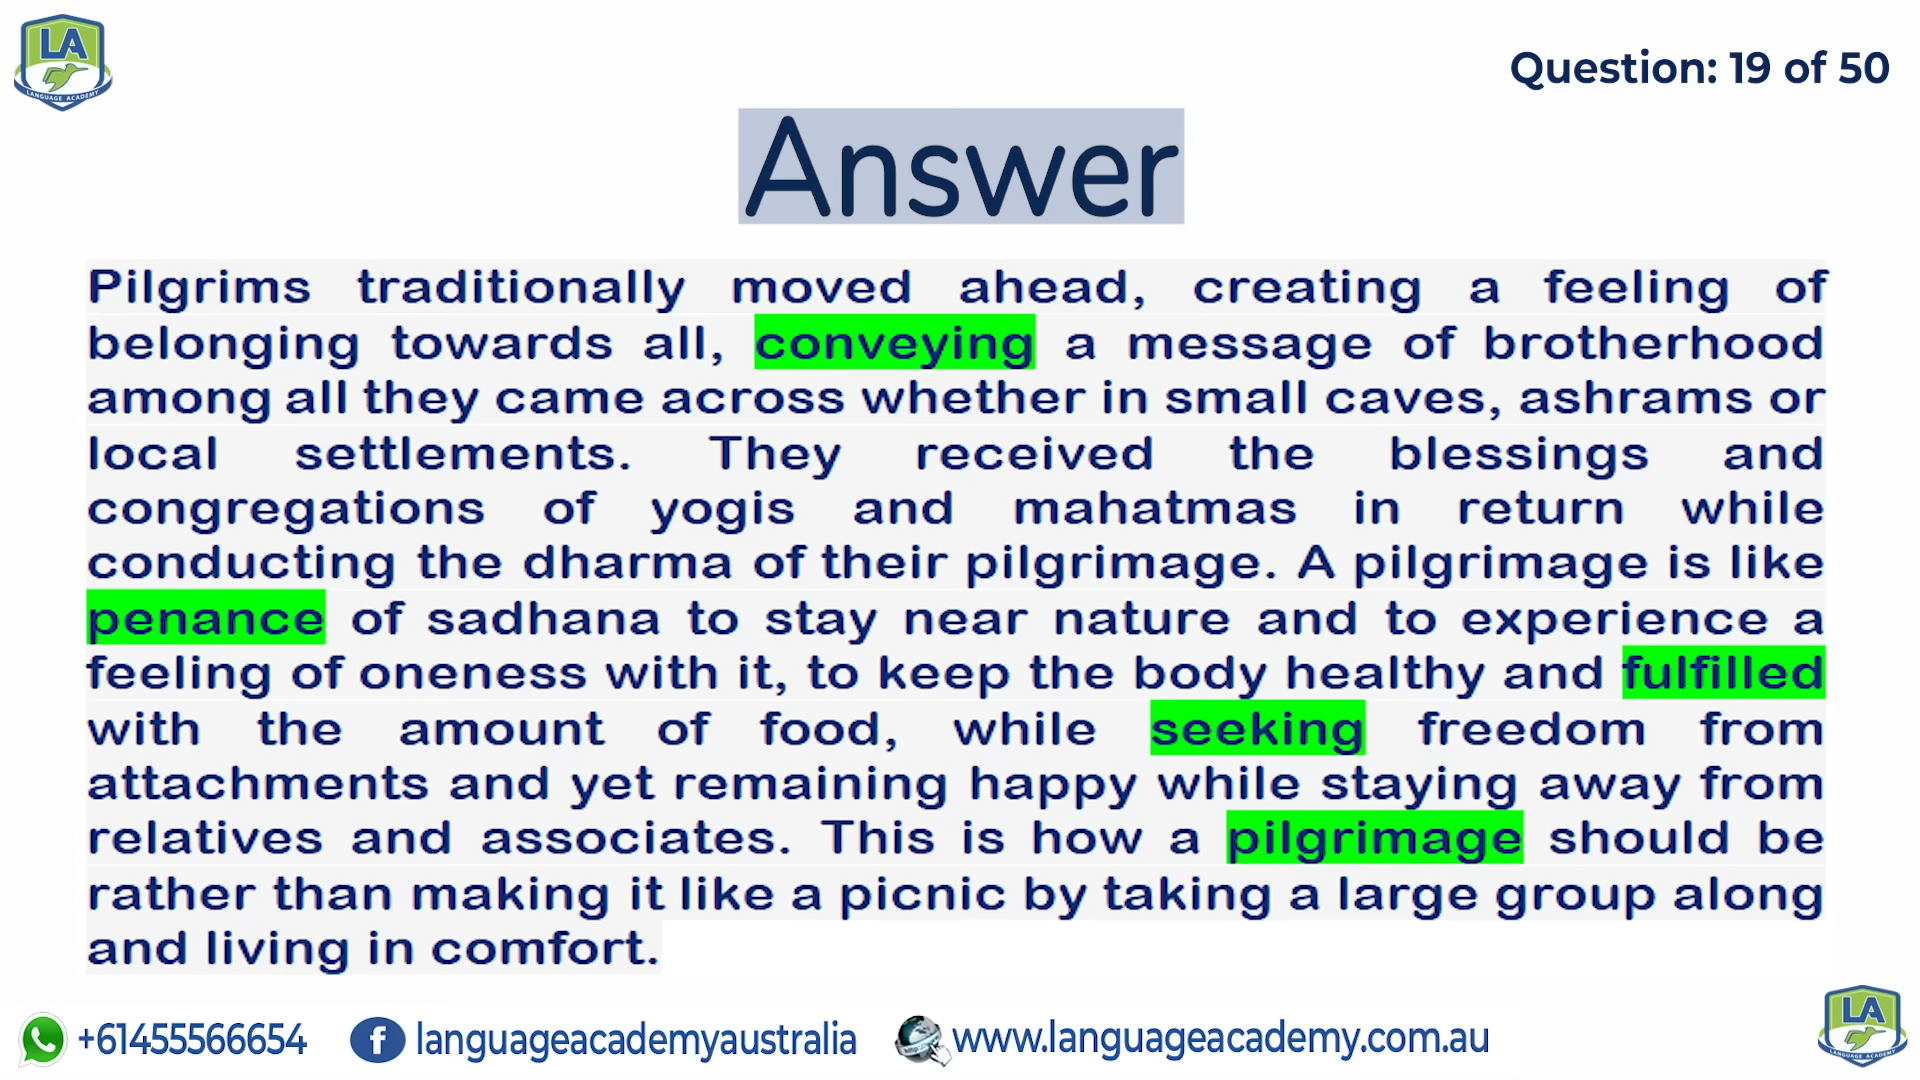 LA
LANGUAGE ACADEMY
Question: 19 of 50
Answer
Pilgrims traditionally moved ahead, creating a feeling of
belonging towards all, conveying a message of brotherhood
among all they came across whether in small caves, ashrams or
local settlements. They received the blessings and
congregations of yogis and mahatmas in return while
conducting the dharma of their pilgrimage. A pilgrimage is like
penance of sadhana to stay near nature and to experience a
feeling of oneness with it, to keep the body healthy and fulfilled
with the amount of food, while seeking freedom from
attachments and yet remaining happy while staying away from
relatives and associates. This is how a pilgrimage should be
rather than making it like a picnic by taking a large group along
and living in comfort.
+61455566654
f
languageacademyaustralia
http:
www.languageacademy.com.au
LA
LANGUAGE ACADEMY